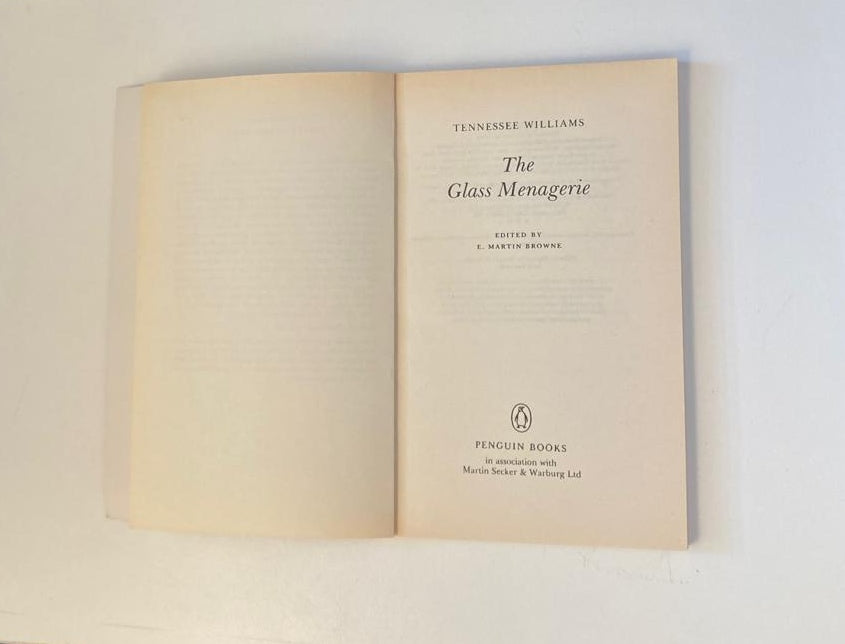 TENNESSEE WILLIAMS
The
Glass Menagerie
EDITED BY
E. MARTIN BROWNE
PENGUIN BOOKS
in association with
Martin Secker & Warburg Ltd